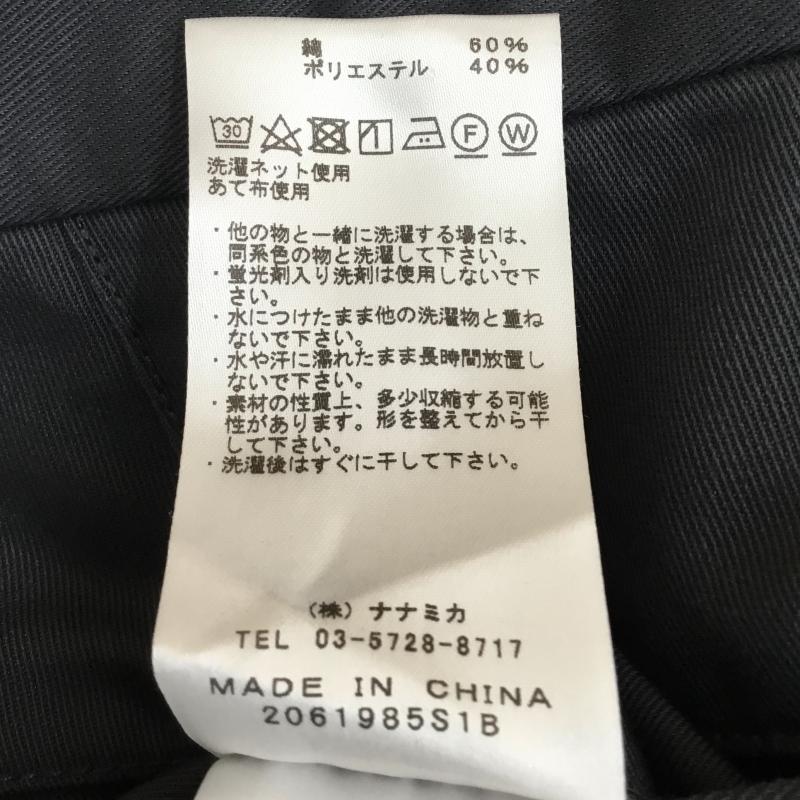 綿 60%
ポリエステル 40%
30 F W
洗濯ネット使用
あて布使用
・他の物と一緒に洗濯する場合は、
同系色の物と洗濯して下さい。
・蛍光剤入り洗剤は使用しないで下
さい。
・水につけたまま他の洗濯物と重ね
ないで下さい。
・水や汗に濡れたまま長時間放置し
ないで下さい。
・素材の性質上、多少収縮する可能
性があります。形を整えてから干
して下さい。
・洗濯後はすぐに干して下さい。
(株) ナナミカ
TEL 03-5728-8717
MADE IN CHINA
2061985S1B